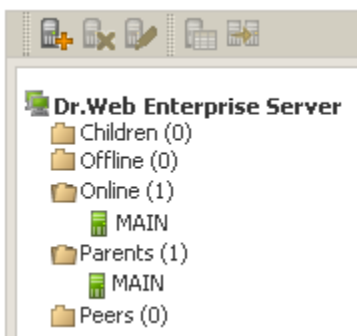 Dr.Web Enterprise Server
Children (0)
Offline (0)
Online (1)
MAIN
Parents (1)
MAIN
Peers (0)